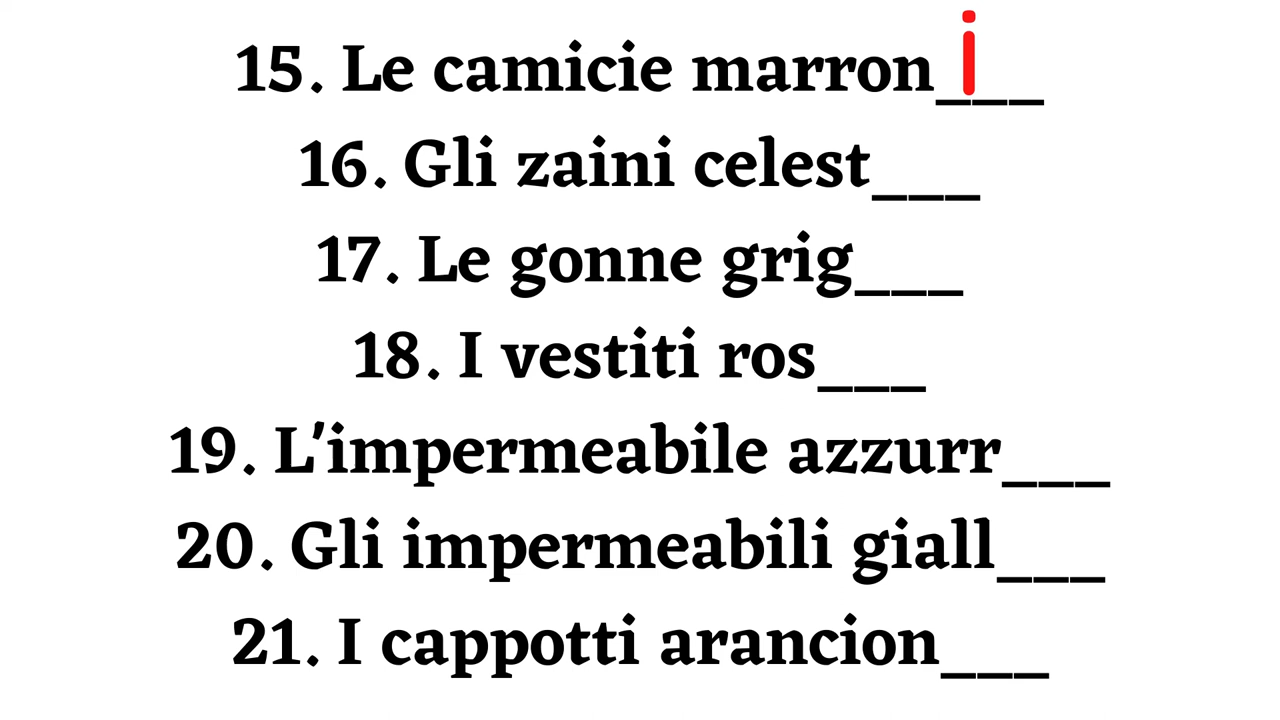 15. Le camicie marroni___
16. Gli zaini celest___
17. Le gonne grig___
18. I vestiti ros___
19. L'impermeabile azzurr___
20. Gli impermeabili giall___
21. I cappotti arancion___